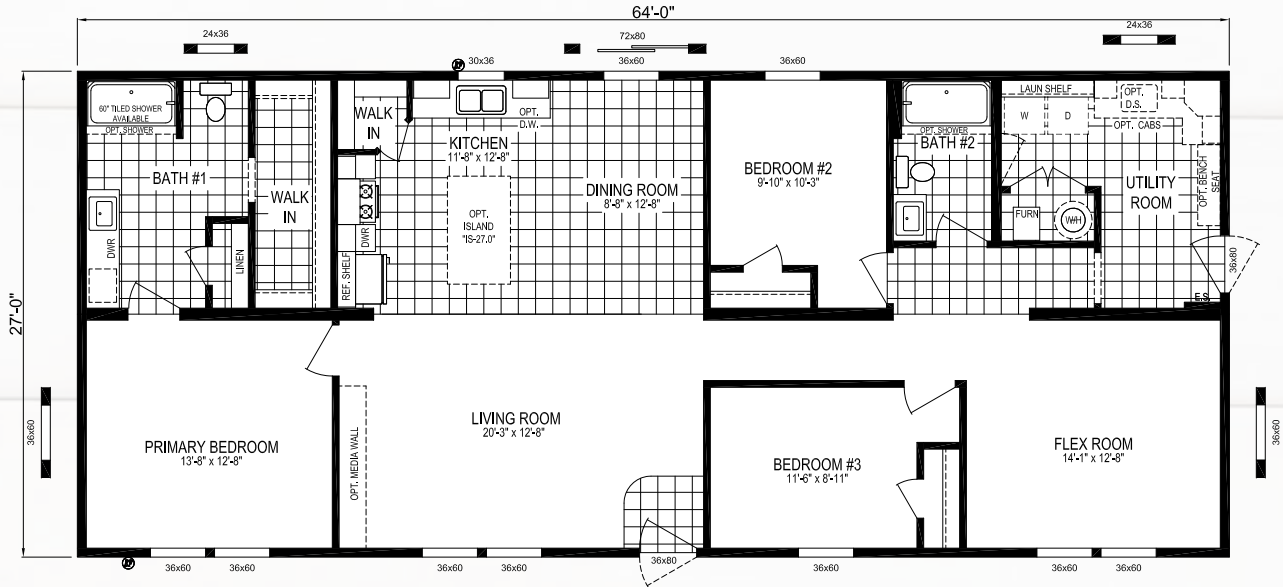 64'-0"
24x36
72x80
24x36
30x36
36x60
36x60
27'-0"
60" TILED SHOWER
AVAILABLE
OPT. SHOWER
BATH #1
DWR
LINEN
WALK
IN
WALK
IN
KITCHEN
11'-8" x 12'-8"
OPT.
D.W.
DWR
REF. SHELF
OPT.
ISLAND
"IS-27.0"
DINING ROOM
8'-8" x 12'-8"
BEDROOM #2
9'-10" x 10'-3"
OPT. SHOWER
BATH #2
LAUN SHELF
W
D
OPT.
D.S.
OPT. CABS
OPT. BENCH
SEAT
UTILITY
ROOM
FURN
W/H
36x80
E.S
36x60
PRIMARY BEDROOM
13'-8" x 12'-8"
OPT. MEDIA WALL
LIVING ROOM
20'-3" x 12'-8"
BEDROOM #3
11'-6" x 8'-11"
FLEX ROOM
14'-1" x 12'-8"
36x60
36x60
36x60
36x60
36x60
36x80
36x60
36x60
36x60